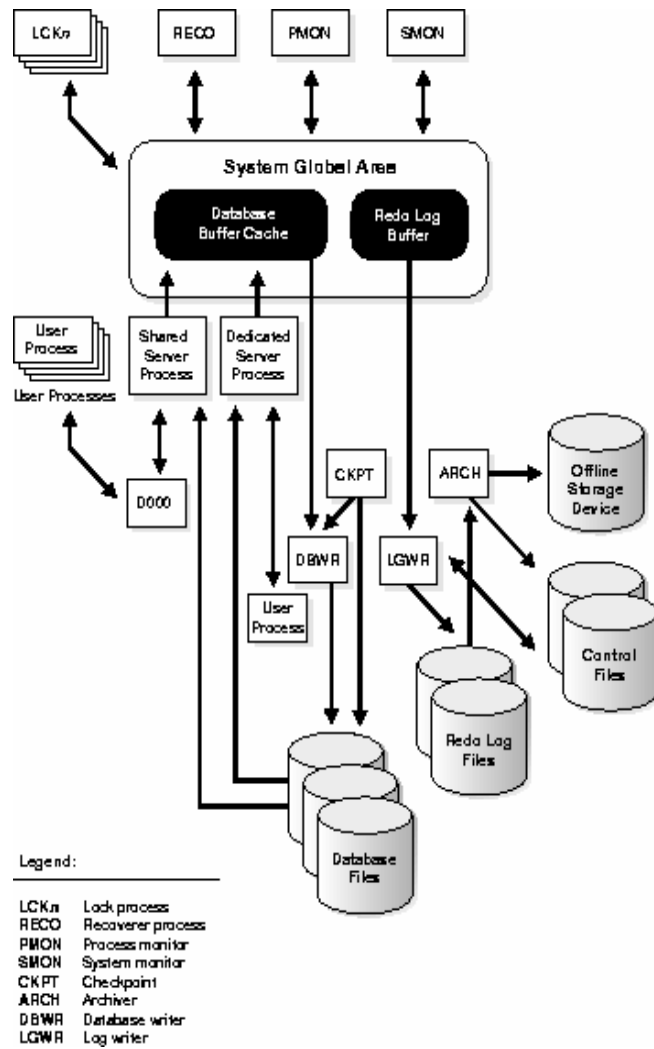 LCKn
RECO
PMON
SMON
System Global Area
Database
Buffer Cache
Redo Log
Buffer
User
Process
User Processes
Shared
Server
Process
Dedicated
Server
Process
D000
CKPT
ARCH
Offline
Storage
Device
DBWR
LGWR
User
Process
Control
Files
Redo Log
Files
Database
Files
Legend:
LCKn Lock process
RECO Recoverer process
PMON Process monitor
SMON System monitor
CKPT Checkpoint
ARCH Archiver
DBWR Database writer
LGWR Log writer